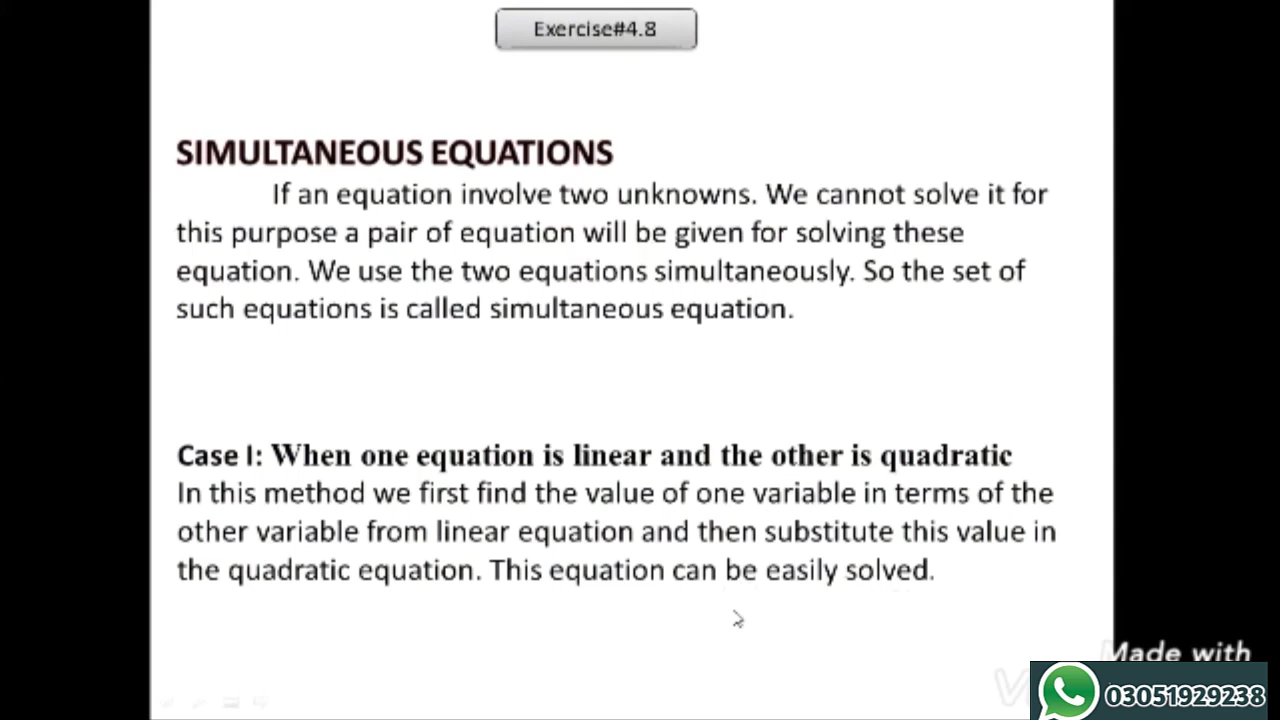 Exercise#4.8
SIMULTANEOUS EQUATIONS
If an equation involve two unknowns. We cannot solve it for
this purpose a pair of equation will be given for solving these
equation. We use the two equations simultaneously. So the set of
such equations is called simultaneous equation.
Case I: When one equation is linear and the other is quadratic
In this method we first find the value of one variable in terms of the
other variable from linear equation and then substitute this value in
the quadratic equation. This equation can be easily solved.
Made with
03051929238